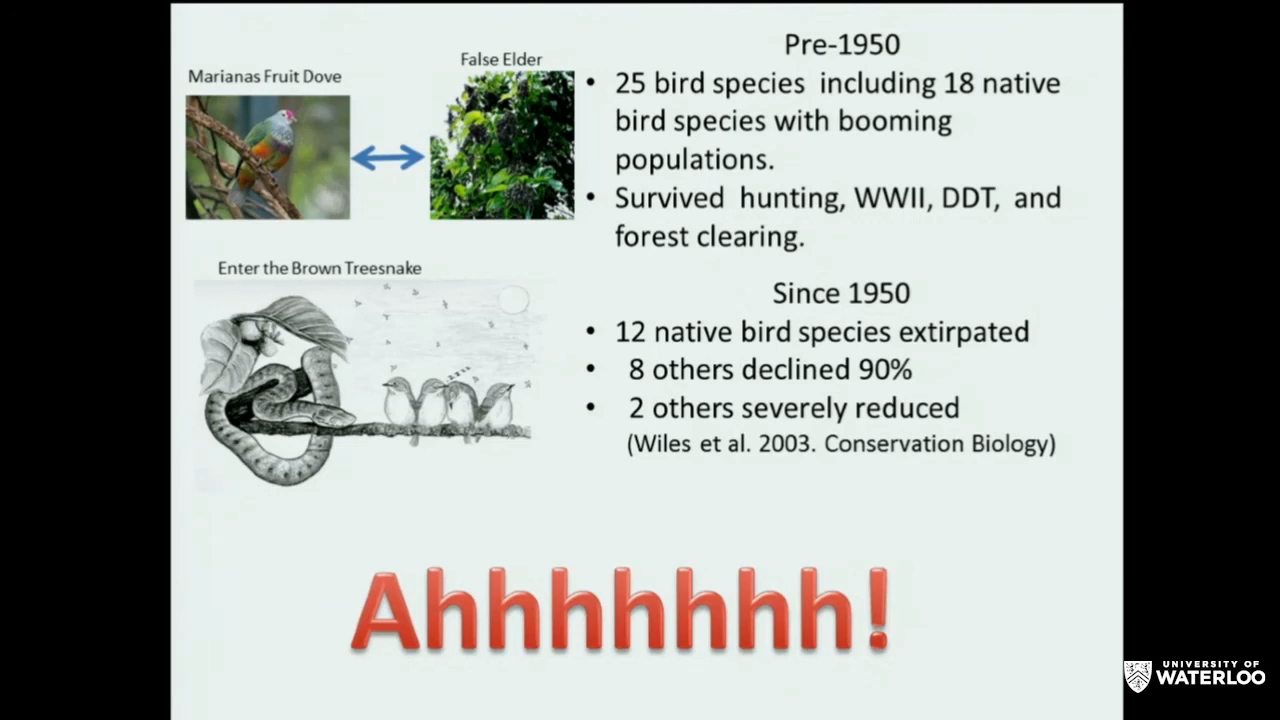 Marianas Fruit Dove
False Elder
Enter the Brown Treesnake
zzzz
Pre-1950
• 25 bird species including 18 native
bird species with booming
populations.
• Survived hunting, WWII, DDT, and
forest clearing.
Since 1950
• 12 native bird species extirpated
• 8 others declined 90%
• 2 others severely reduced
(Wiles et al. 2003. Conservation Biology)
Ahhhhhhh!
UNIVERSITY OF
WATERLOO